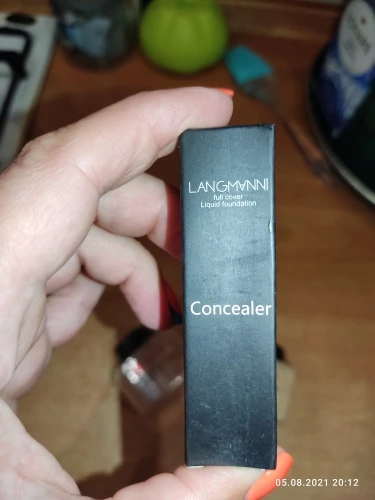 LANGMANNI
full cover
Liquid foundation
Concealer
05.08.2021 20:12